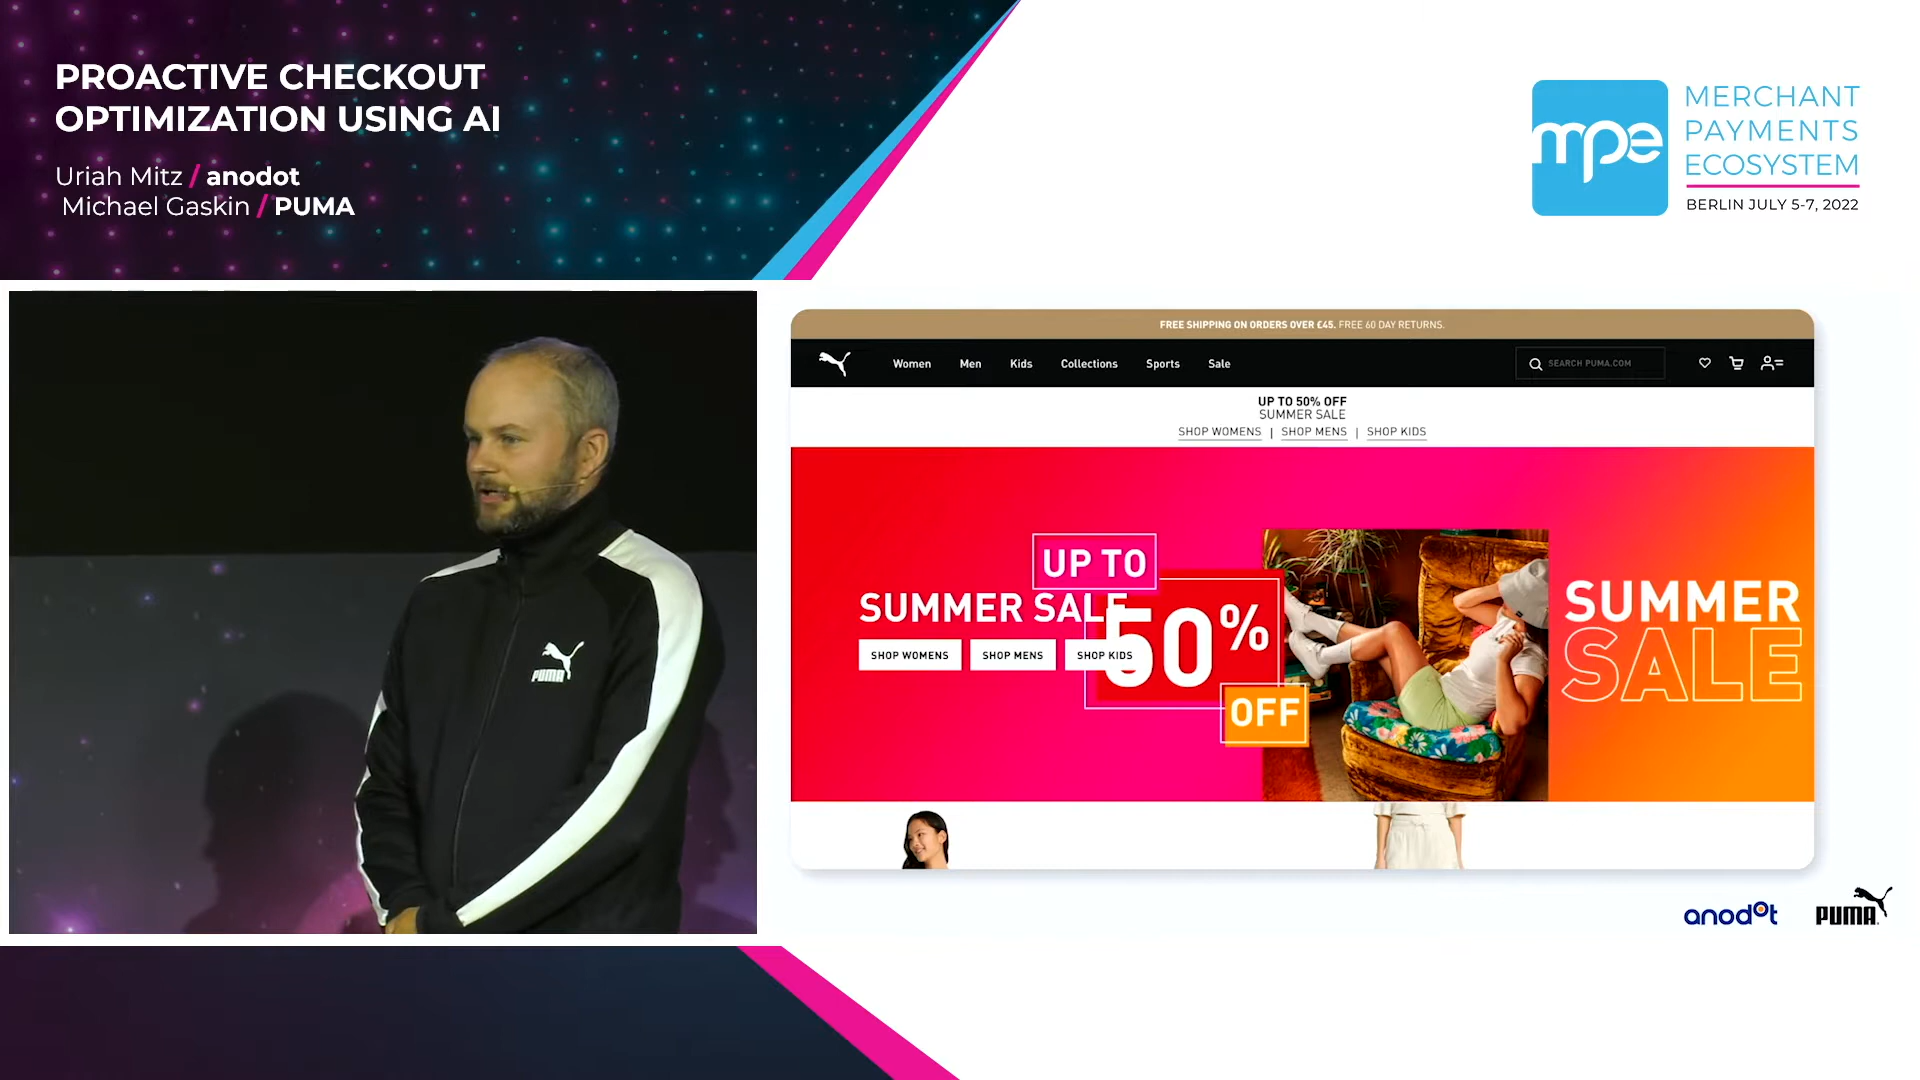 PROACTIVE CHECKOUT
OPTIMIZATION USING AI
Uriah Mitz / anodot
Michael Gaskin / PUMA
mpe
MERCHANT
PAYMENTS
ECOSYSTEM
BERLIN JULY 5-7, 2022
PUMA
FREE SHIPPING ON ORDERS OVER €45. FREE 60 DAY RETURNS.
Women Men Kids Collections Sports Sale
SEARCH PUMA.COM
UP TO 50% OFF
SUMMER SALE
SHOP WOMENS | SHOP MENS | SHOP KIDS
SUMMER SALE
SHOP WOMENS SHOP MENS SHOP KIDS
UP TO
50%
OFF
SUMMER
SALE
anodot
PUMA